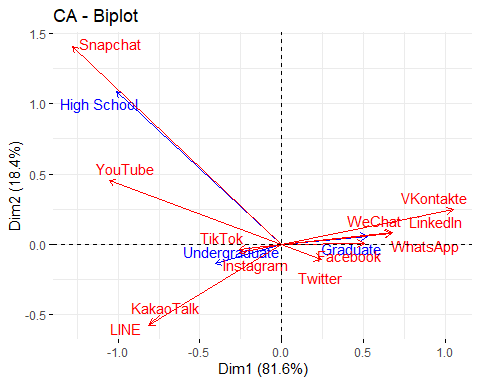 CA - Biplot
Dim2 (18.4%)
1.5
1.0
0.5
0.0
-0.5
Snapchat
High School
YouTube
VKontakte
WeChat
LinkedIn
TikTok
WhatsApp
Undergraduate
Graduate
Facebook
Instagram
Twitter
KakaoTalk
LINE
-1.0
-0.5
0.0
0.5
1.0
Dim1 (81.6%)